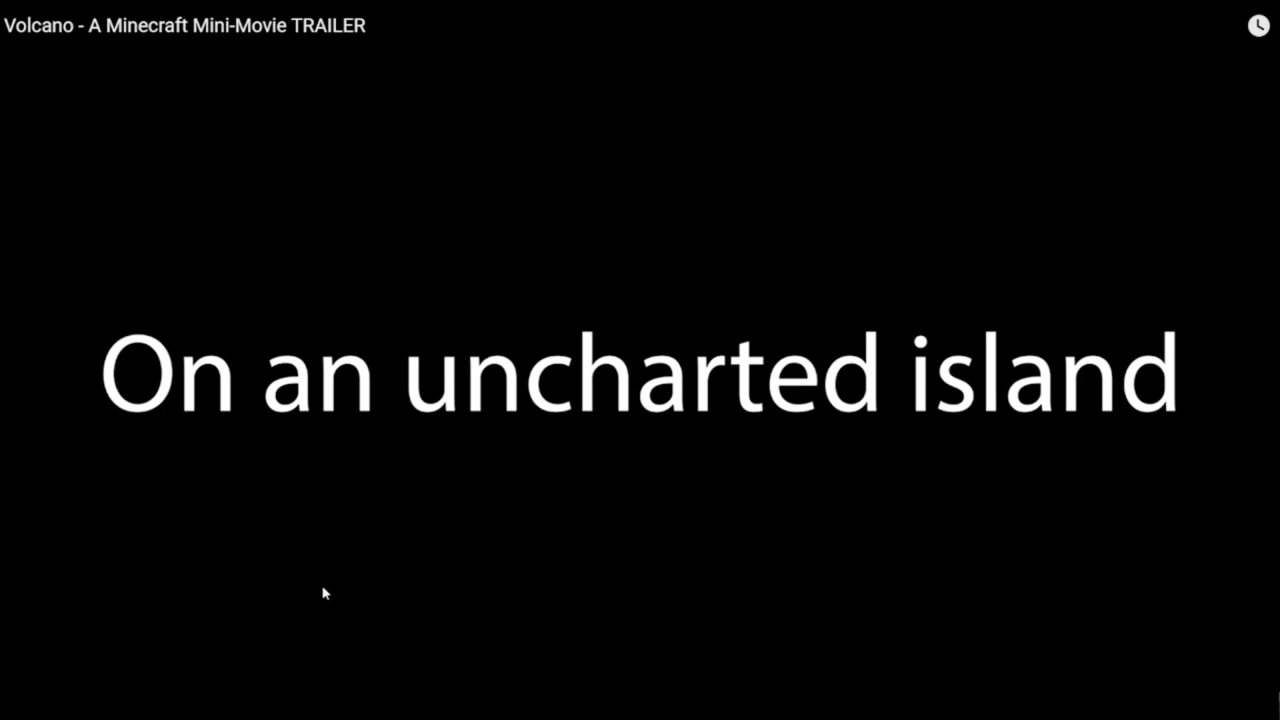 Volcano - A Minecraft Mini-Movie TRAILER
On an uncharted island